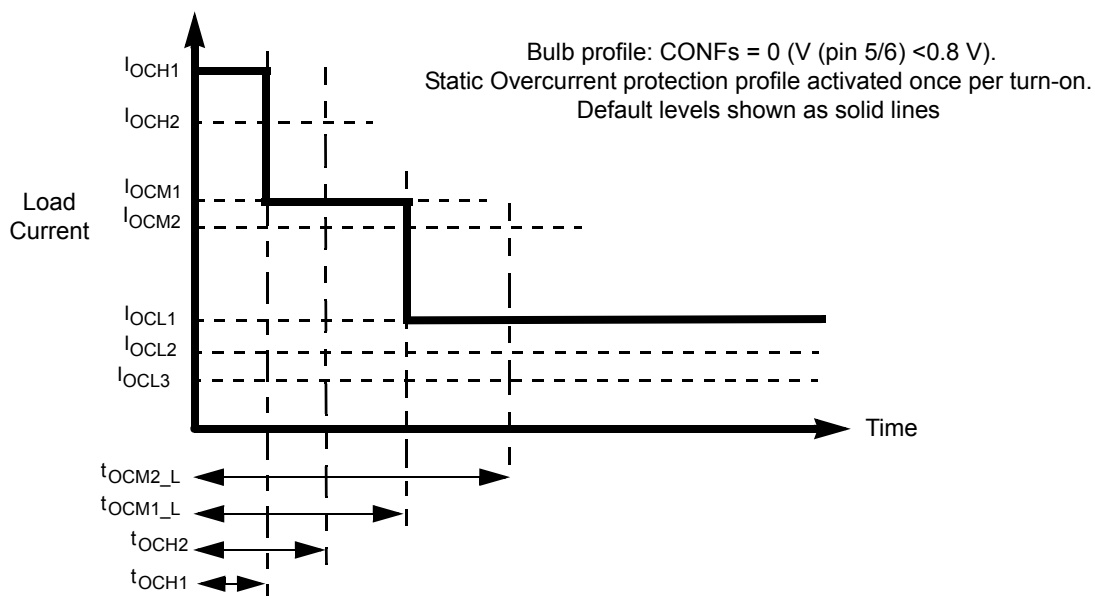 Bulb profile: CONFs = 0 (V (pin 5/6) <0.8 V).
Static Overcurrent protection profile activated once per turn-on.
Default levels shown as solid lines
IOCH1
IOCH2
IOCM1
IOCM2
Load
Current
IOCL1
IOCL2
IOCL3
Time
tOCM2_L
tOCM1_L
tOCH2
tOCH1